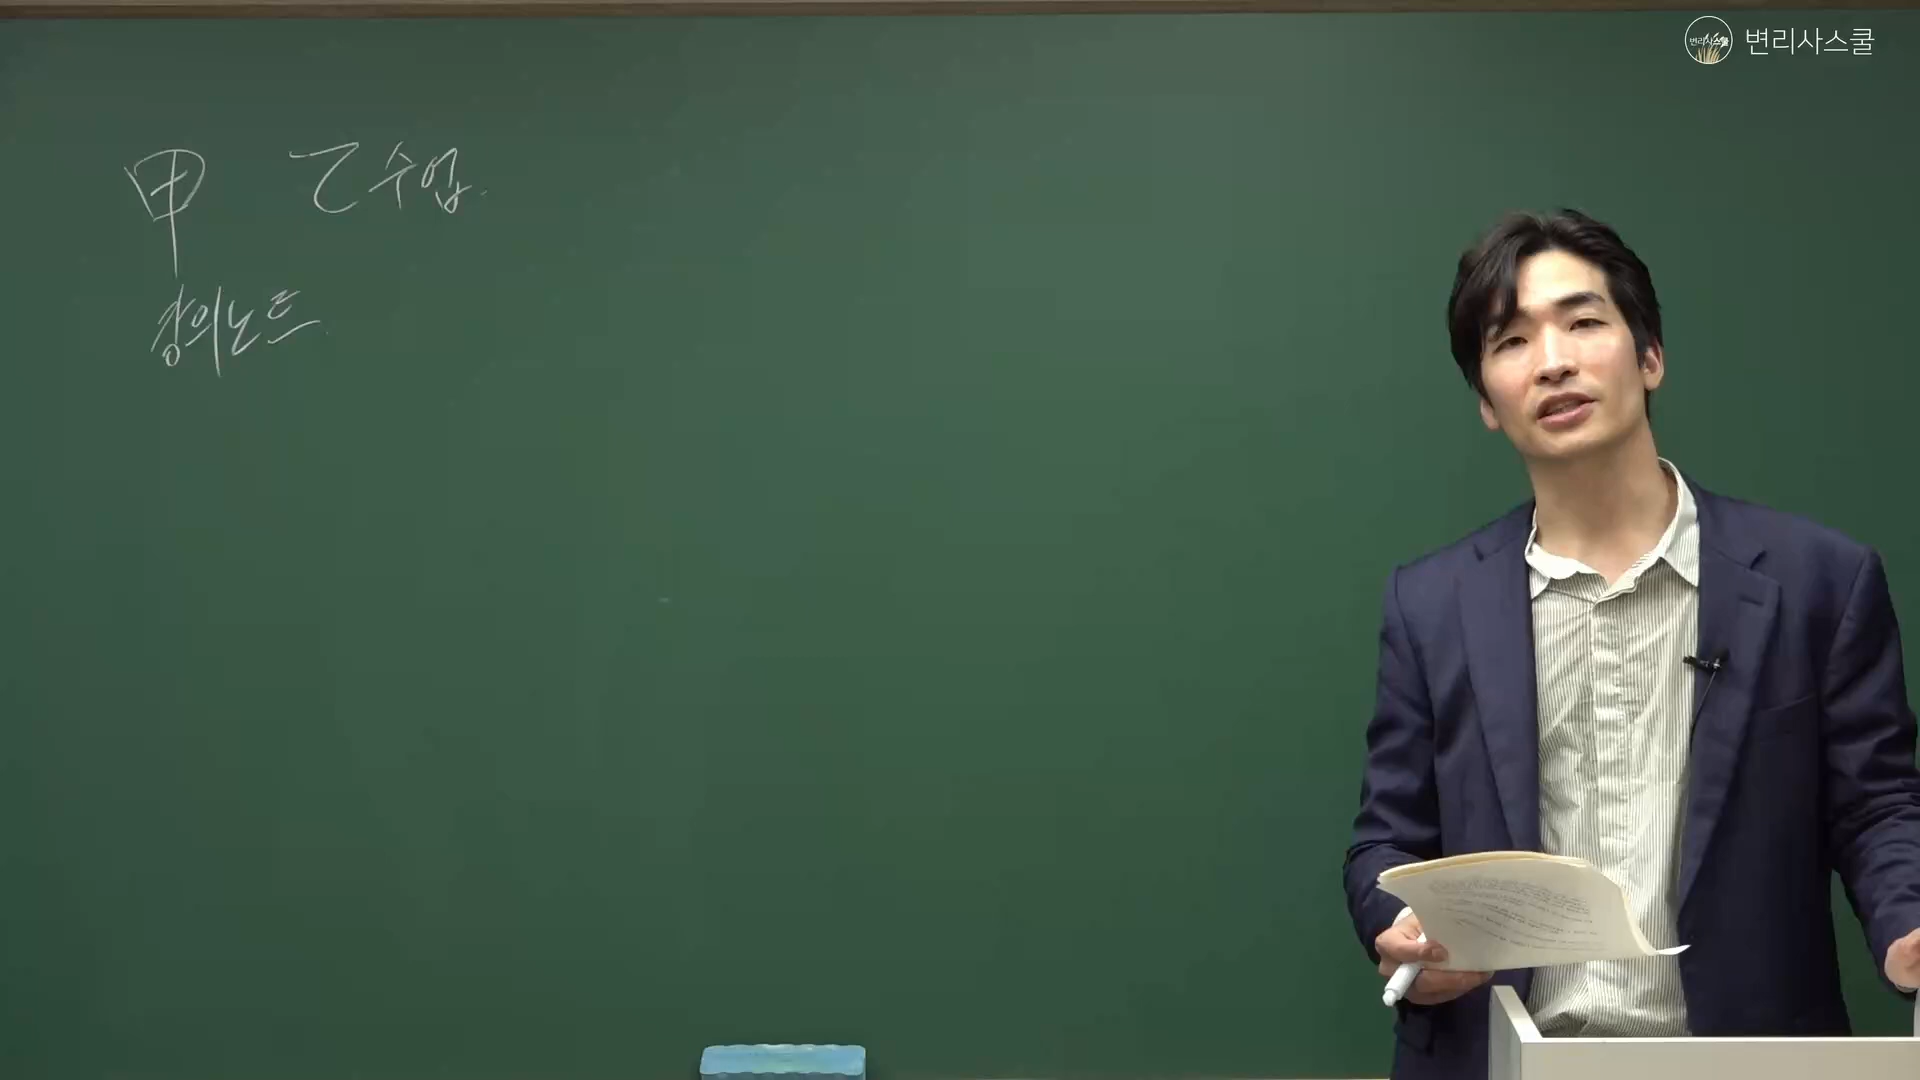 변리사스쿨
甲 乙 수업.
강의노트